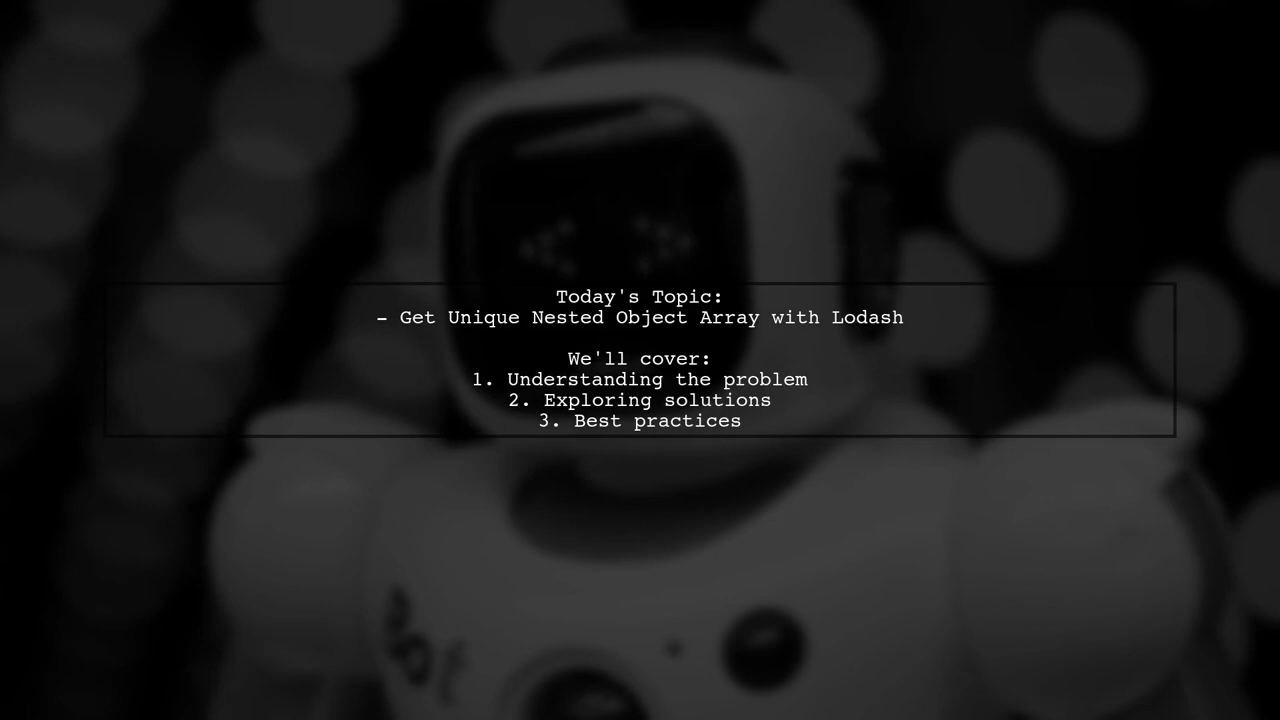 Today's Topic:
- Get Unique Nested Object Array with Lodash
We'll cover:
1. Understanding the problem
2. Exploring solutions
3. Best practices
Bot